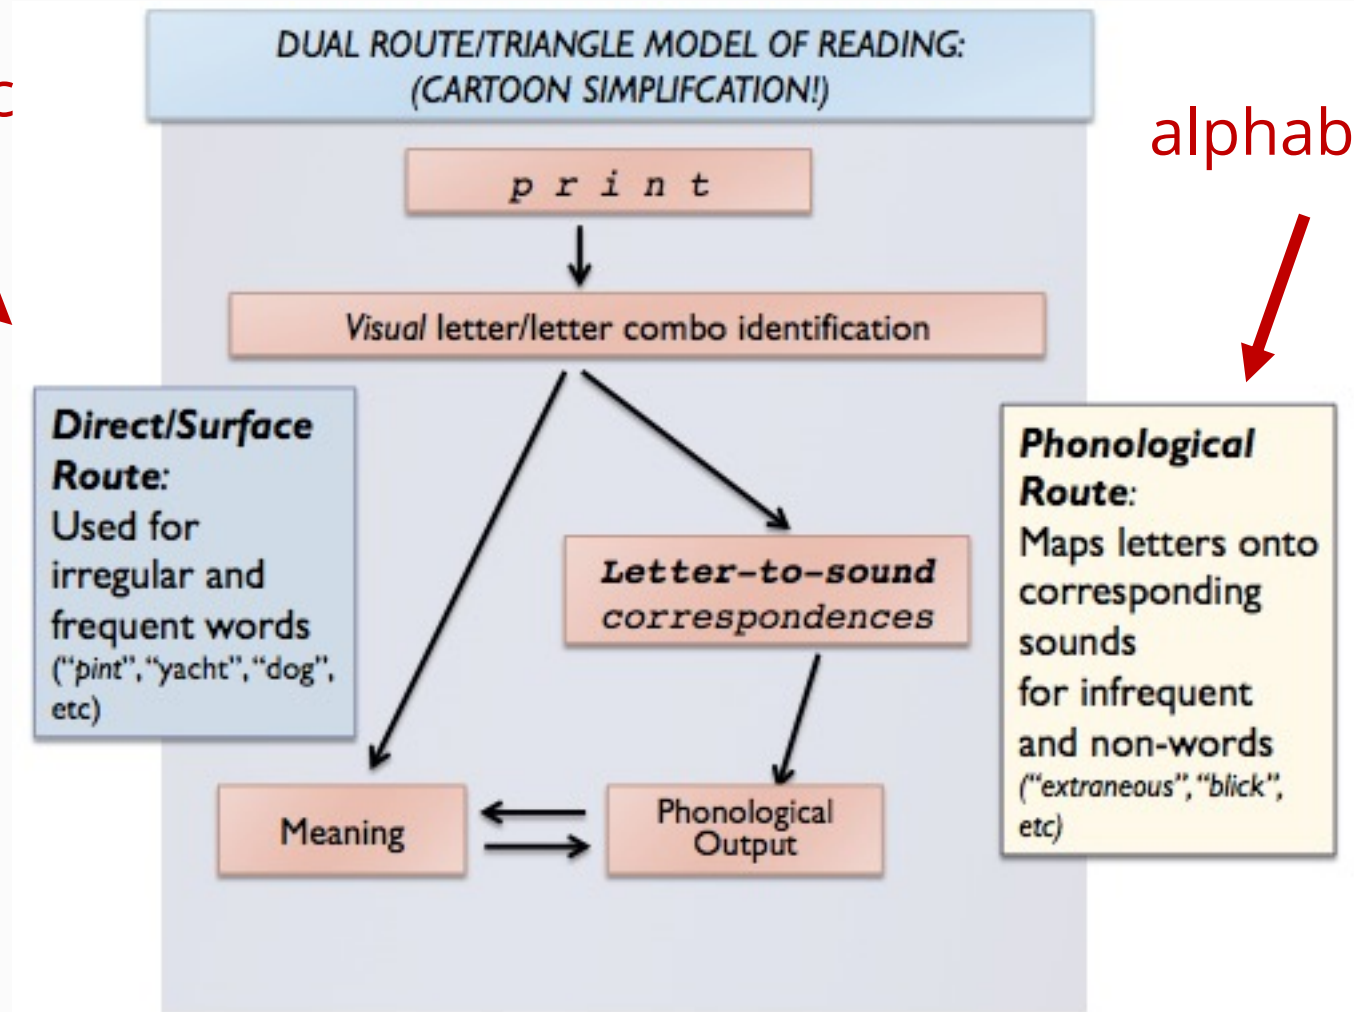 DUAL ROUTE/TRIANGLE MODEL OF READING:
(CARTOON SIMPLIFCATION!)
c
alphab
p r i n t
Visual letter/letter combo identification
Direct/Surface
Route:
Used for
irregular and
frequent words
(“pint”, “yacht”, “dog”,
etc)
Letter-to-sound
correspondences
Phonological
Route:
Maps letters onto
corresponding
sounds
for infrequent
and non-words
(“extraneous”, “blick”,
etc)
Meaning
Phonological
Output